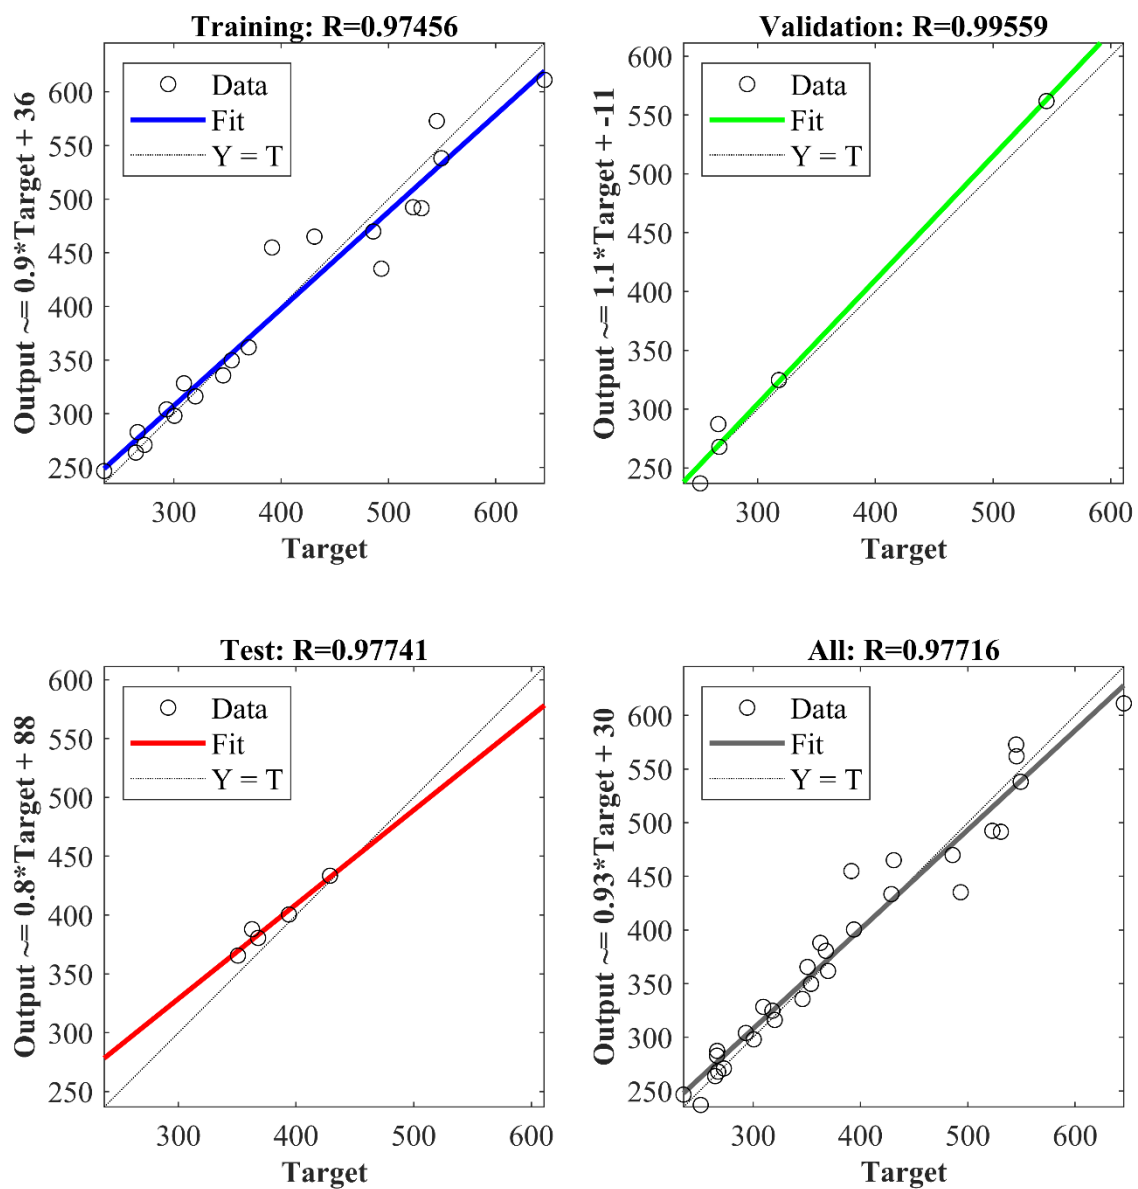 Training: R=0.97456
Output ~= 0.9*Target + 36
600
550
500
450
400
350
300
250
Data
Fit
Y = T
300 400 500 600
Target
Validation: R=0.99559
Output ~= 1.1*Target + -11
600
550
500
450
400
350
300
250
Data
Fit
Y = T
300 400 500 600
Target
Test: R=0.97741
Output ~= 0.8*Target + 88
600
550
500
450
400
350
300
250
Data
Fit
Y = T
300 400 500 600
Target
All: R=0.97716
Output ~= 0.93*Target + 30
600
550
500
450
400
350
300
250
Data
Fit
Y = T
300 400 500 600
Target